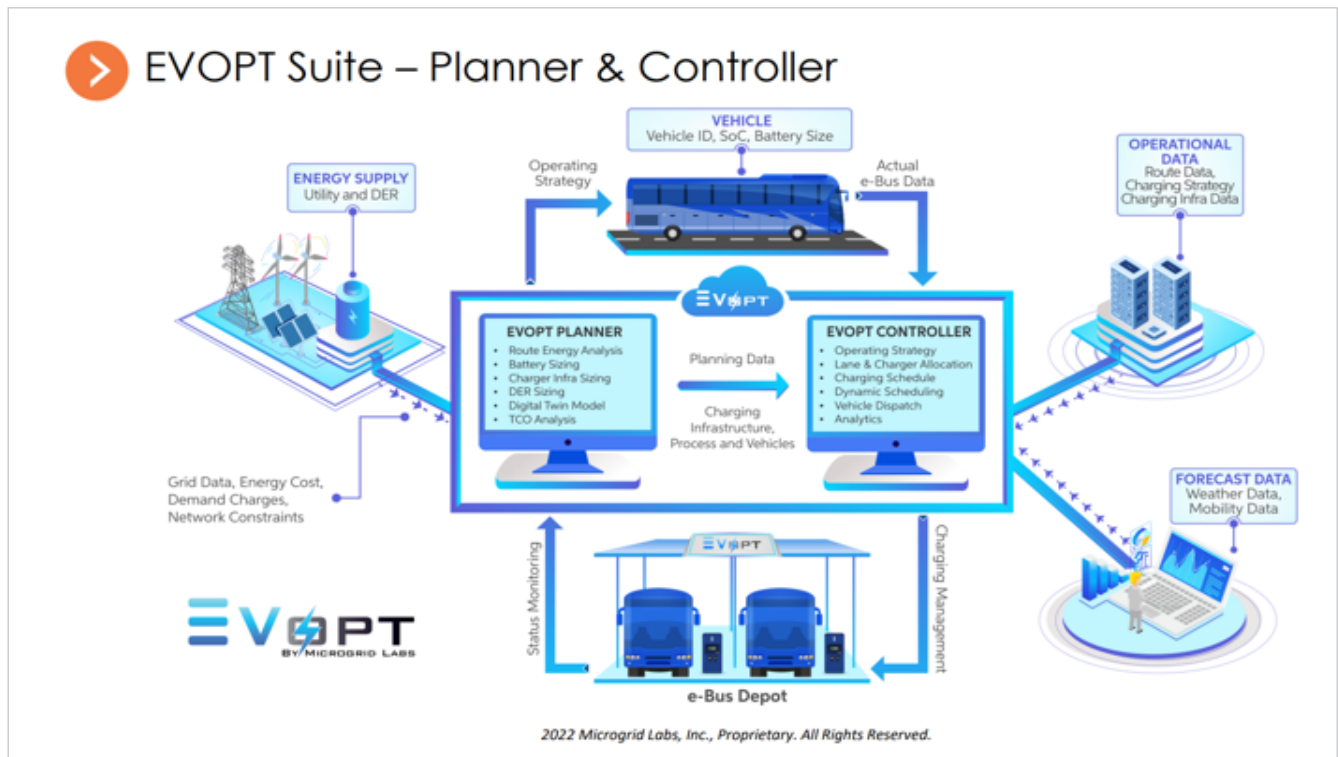 EVOPT Suite – Planner & Controller
VEHICLE
Vehicle ID, SoC, Battery Size
ENERGY SUPPLY
Utility and DER
Operating
Strategy
Actual
e-Bus Data
OPERATIONAL
DATA
Route Data,
Charging Strategy
Charging Infra Data
EVOPT
EVOPT PLANNER
• Route Energy Analysis
• Battery Sizing
• Charger Infra Sizing
• DER Sizing
• Digital Twin Model
• TCO Analysis
Planning Data
Charging
Infrastructure,
Process and Vehicles
EVOPT CONTROLLER
• Operating Strategy
• Lane & Charger Allocation
• Charging Schedule
• Dynamic Scheduling
• Vehicle Dispatch
• Analytics
Grid Data, Energy Cost,
Demand Charges,
Network Constraints
FORECAST DATA
Weather Data,
Mobility Data
Status Monitoring
EVOPT
Charging Management
EVOPT
BY MICROGRID LABS
e-Bus Depot
2022 Microgrid Labs, Inc., Proprietary. All Rights Reserved.